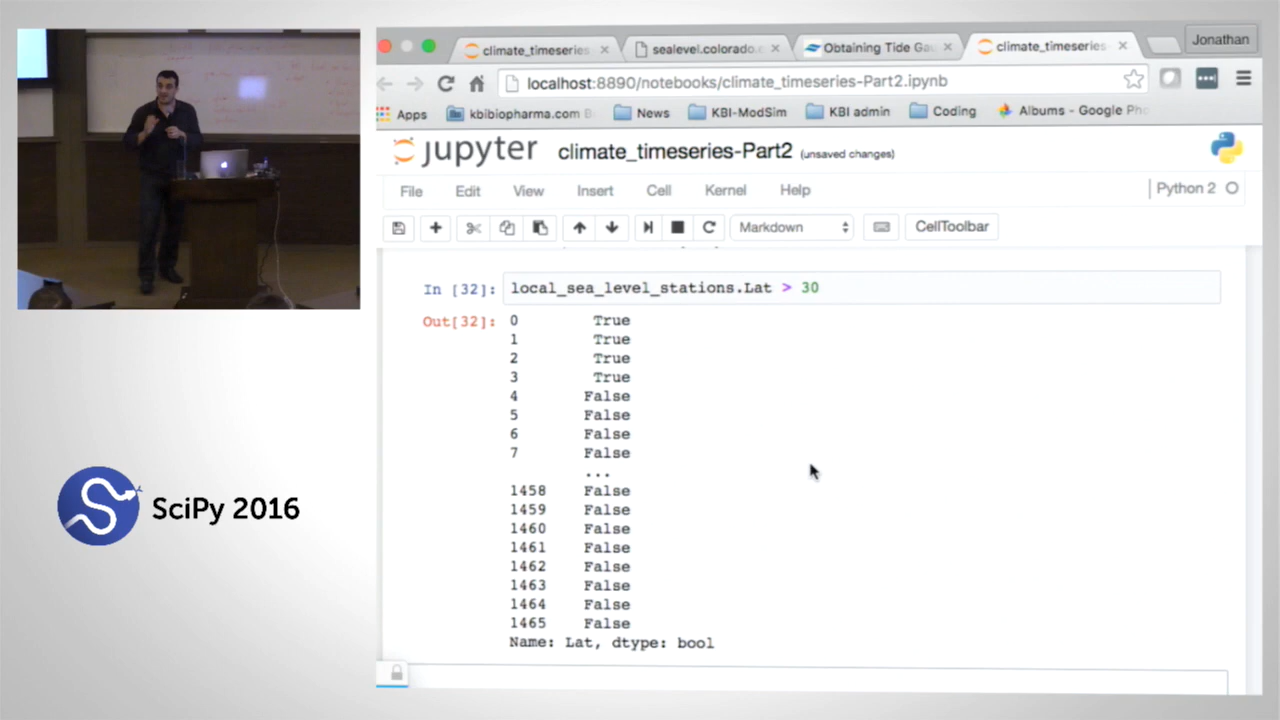 climate_timeseries
sealevel.colorado.
Obtaining Tide Ga
climate_timeseries-
Jonathan
localhost:8890/notebooks/climate_timeseries-Part2.ipynb
Apps
kbibiopharma.com
News
KBI-ModSim
KBI admin
Coding
Albums - Google Pho
jupyter
climate_timeseries-Part2 (unsaved changes)
File Edit View Insert Cell Kernel Help
Python 2
Markdown
CellToolbar
In [32]: local_sea_level_stations.Lat > 30
Out[32]: 0 True
1 True
2 True
3 True
4 False
5 False
6 False
7 False
...
1458 False
1459 False
1460 False
1461 False
1462 False
1463 False
1464 False
1465 False
Name: Lat, dtype: bool
SciPy 2016